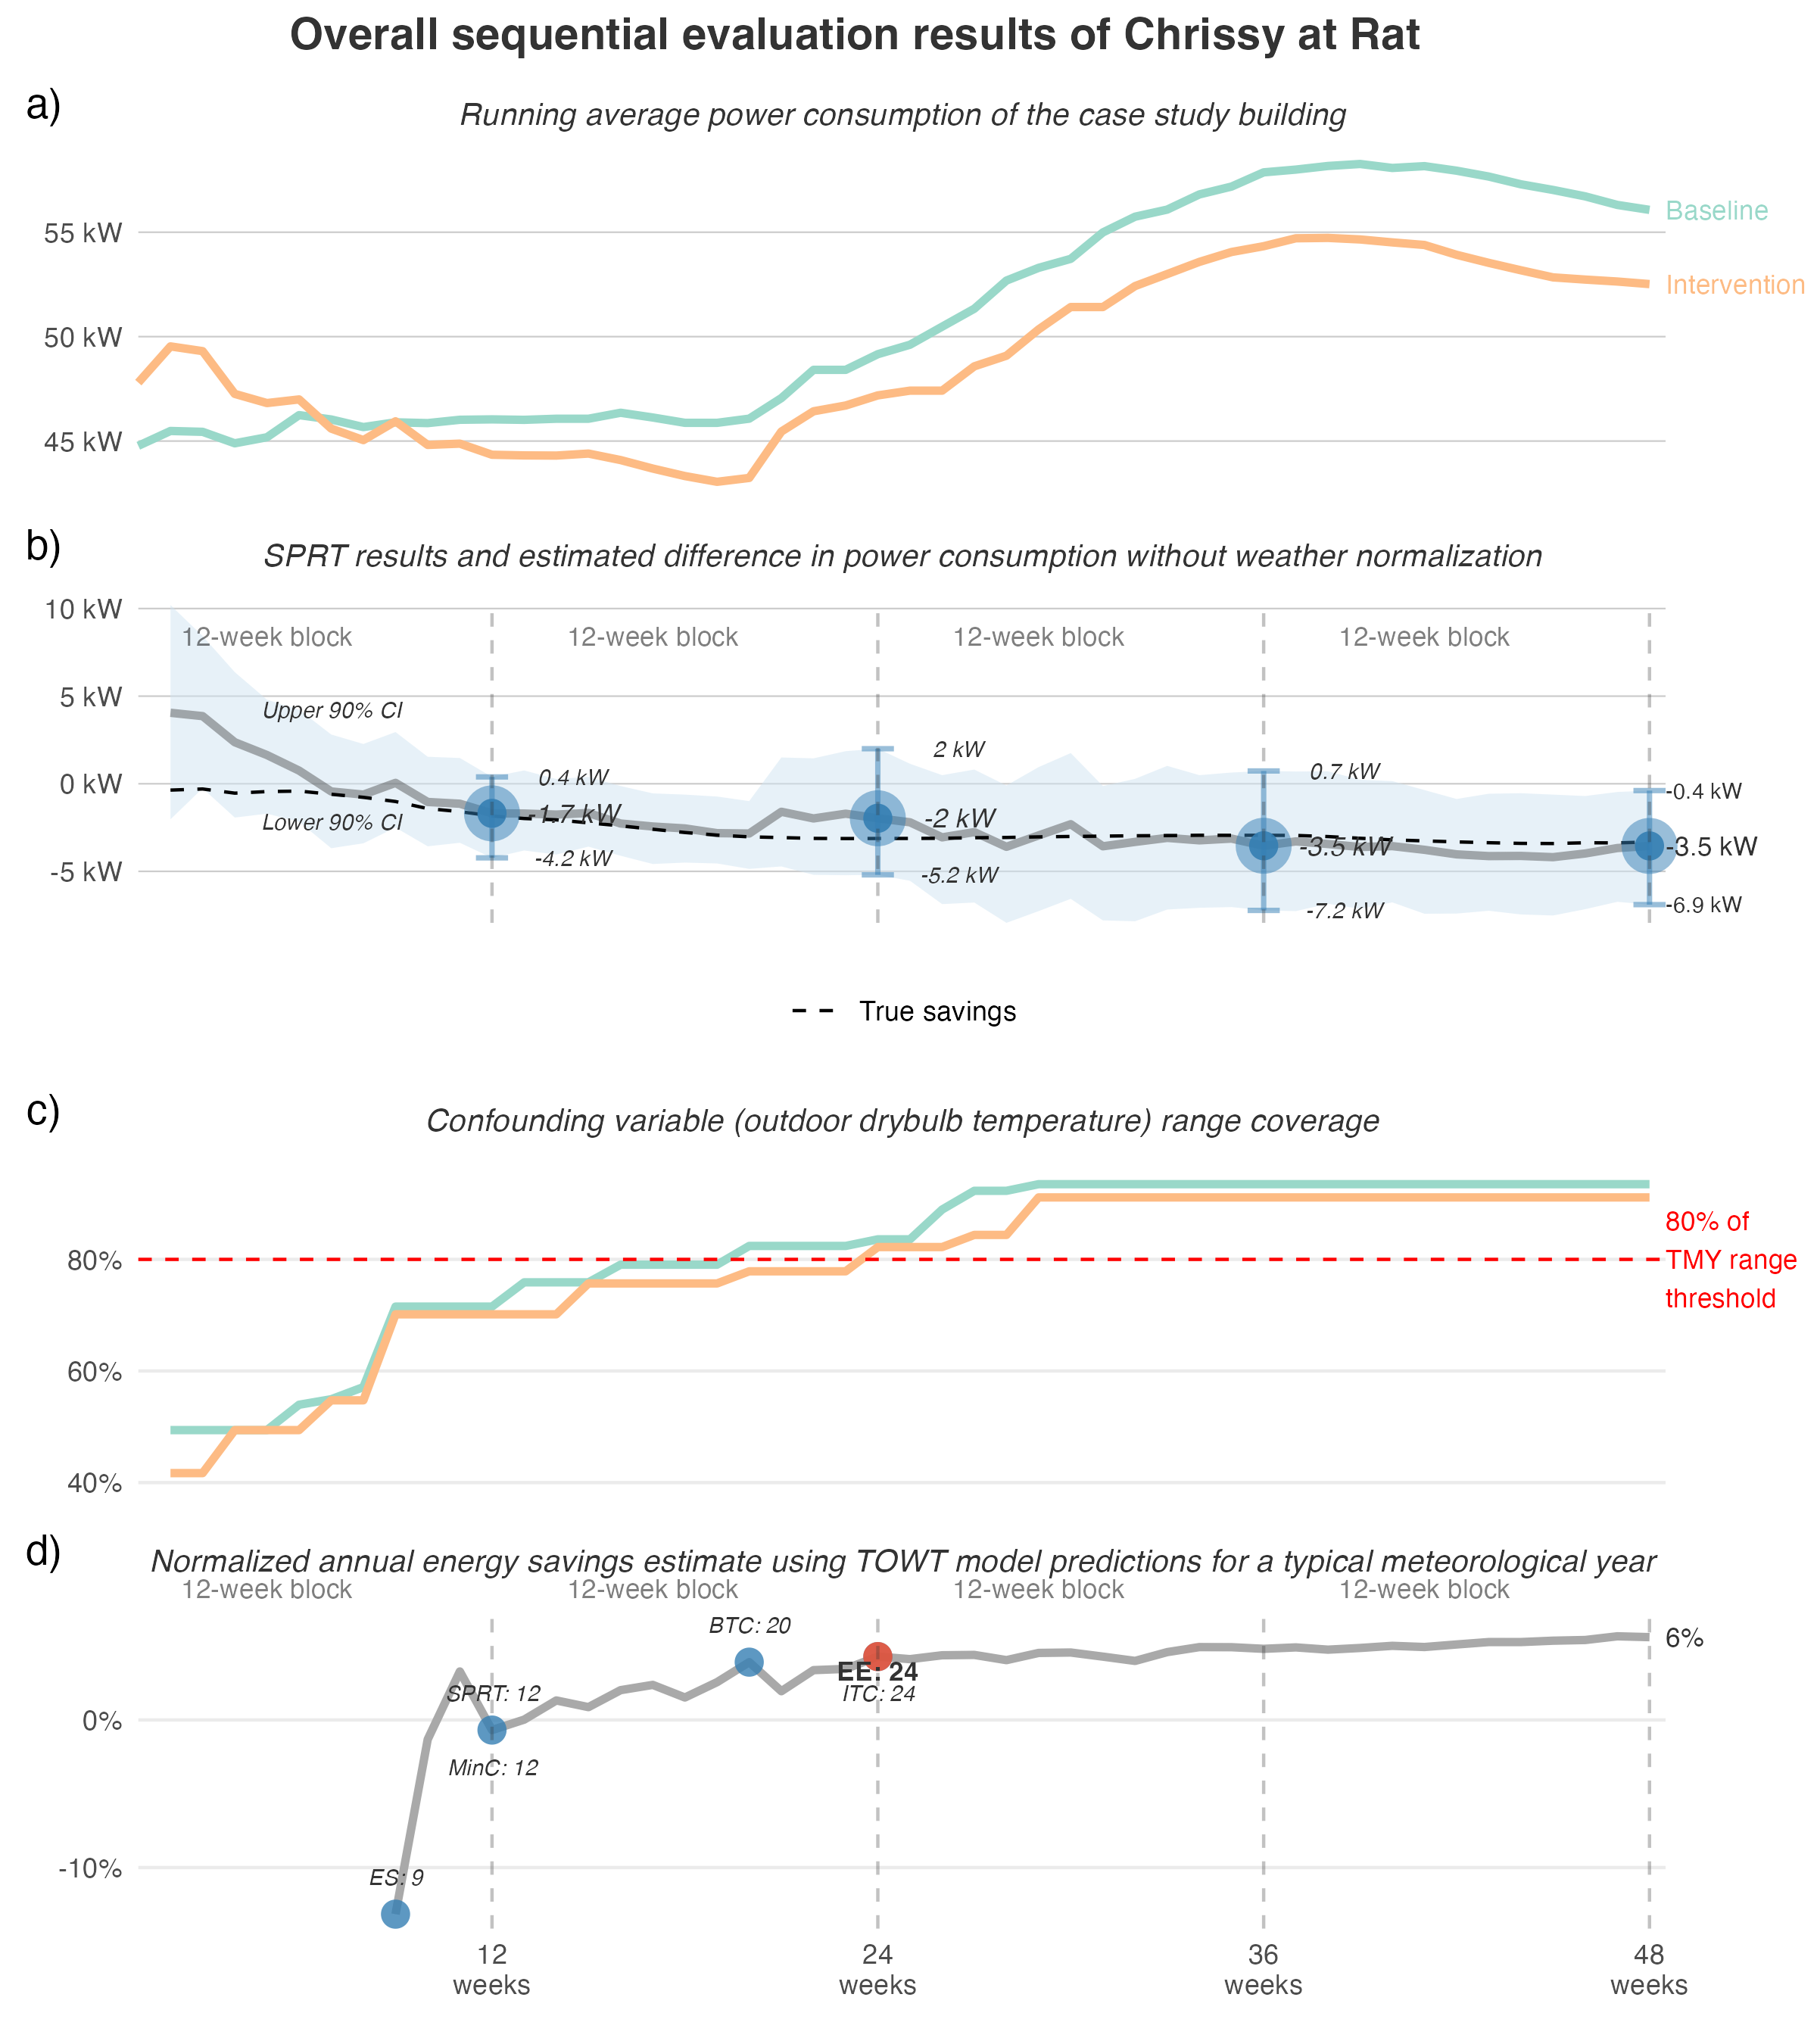 Overall sequential evaluation results of Chrissy at Rat
a)
Running average power consumption of the case study building
55 kW
50 kW
45 kW
Baseline
Intervention
b)
SPRT results and estimated difference in power consumption without weather normalization
10 kW
5 kW
0 kW
-5 kW
12-week block
12-week block
12-week block
12-week block
Upper 90% CI
Lower 90% CI
0.4 kW
-1.7 kW
-4.2 kW
2 kW
-2 kW
-5.2 kW
0.7 kW
-3.5 kW
-7.2 kW
-0.4 kW
-3.5 kW
-6.9 kW
True savings
c)
Confounding variable (outdoor drybulb temperature) range coverage
80%
60%
40%
80% of
TMY range
threshold
d)
Normalized annual energy savings estimate using TOWT model predictions for a typical meteorological year
12-week block
12-week block
12-week block
12-week block
0%
-10%
ES: 9
SPRT: 12
MinC: 12
BTC: 20
EE: 24
ITC: 24
6%
12
weeks
24
weeks
36
weeks
48
weeks